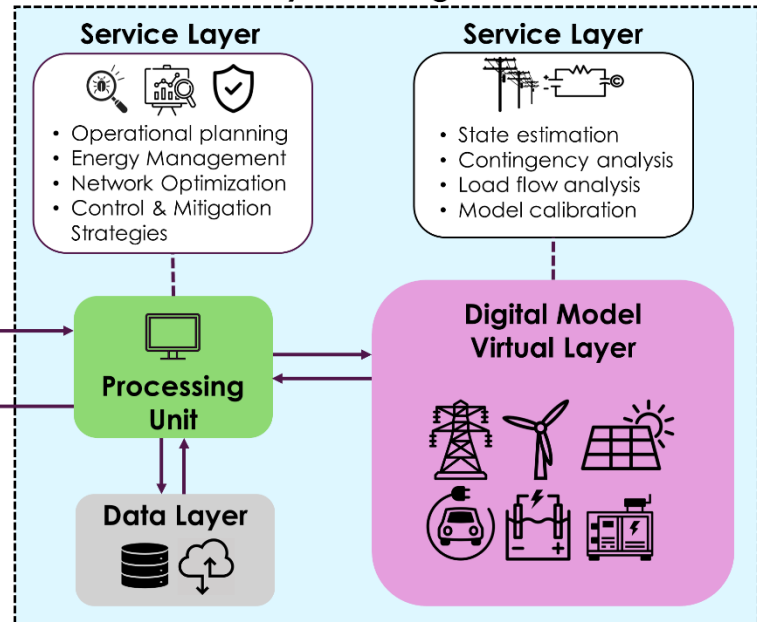 Service Layer
• Operational planning
• Energy Management
• Network Optimization
• Control & Mitigation
Strategies
Service Layer
©
• State estimation
• Contingency analysis
• Load flow analysis
• Model calibration
Processing
Unit
Digital Model
Virtual Layer
Data Layer